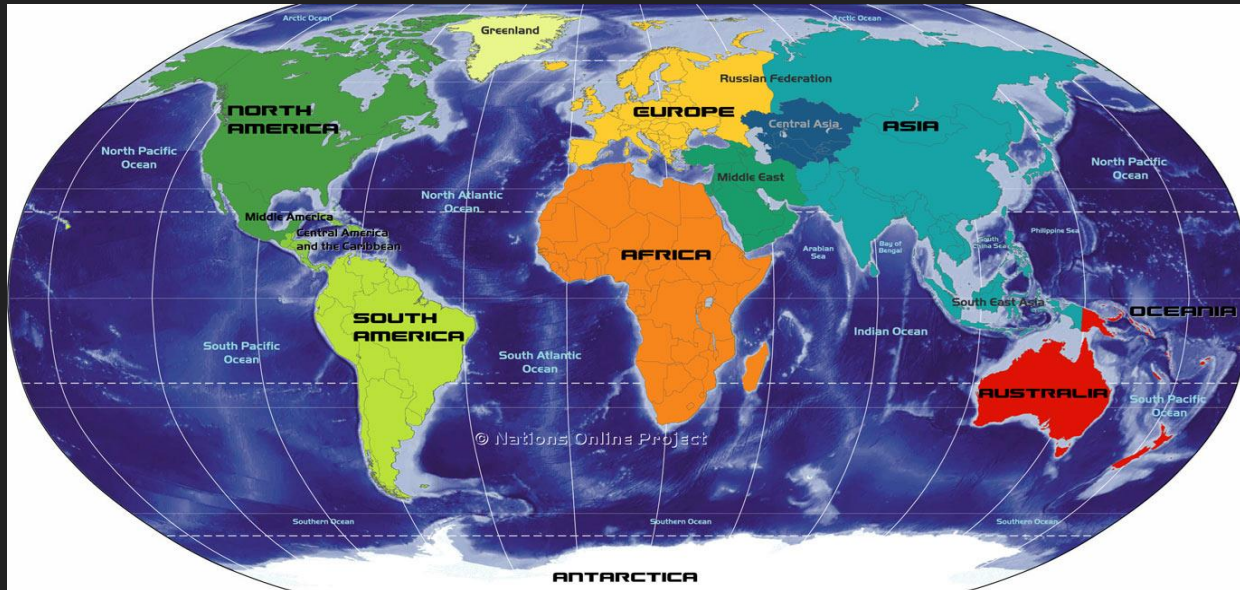 Arctic Ocean
Arctic Ocean
Greenland
Russian Federation
NORTH
AMERICA
EUROPE
Central Asia
ASIA
North Pacific
Ocean
North Pacific
Ocean
Middle East
North Atlantic
Ocean
Middle America
Central America
and the Caribbean
Philippine Sea
South
China Sea
Arabian
Sea
Bay of
Bengal
AFRICA
South East Asia
OCEANIA
SOUTH
AMERICA
Indian Ocean
South Pacific
Ocean
South Atlantic
Ocean
AUSTRALIA
South Pacific
Ocean
© Nations Online Project
Southern Ocean
Southern Ocean
Southern Ocean
ANTARCTICA